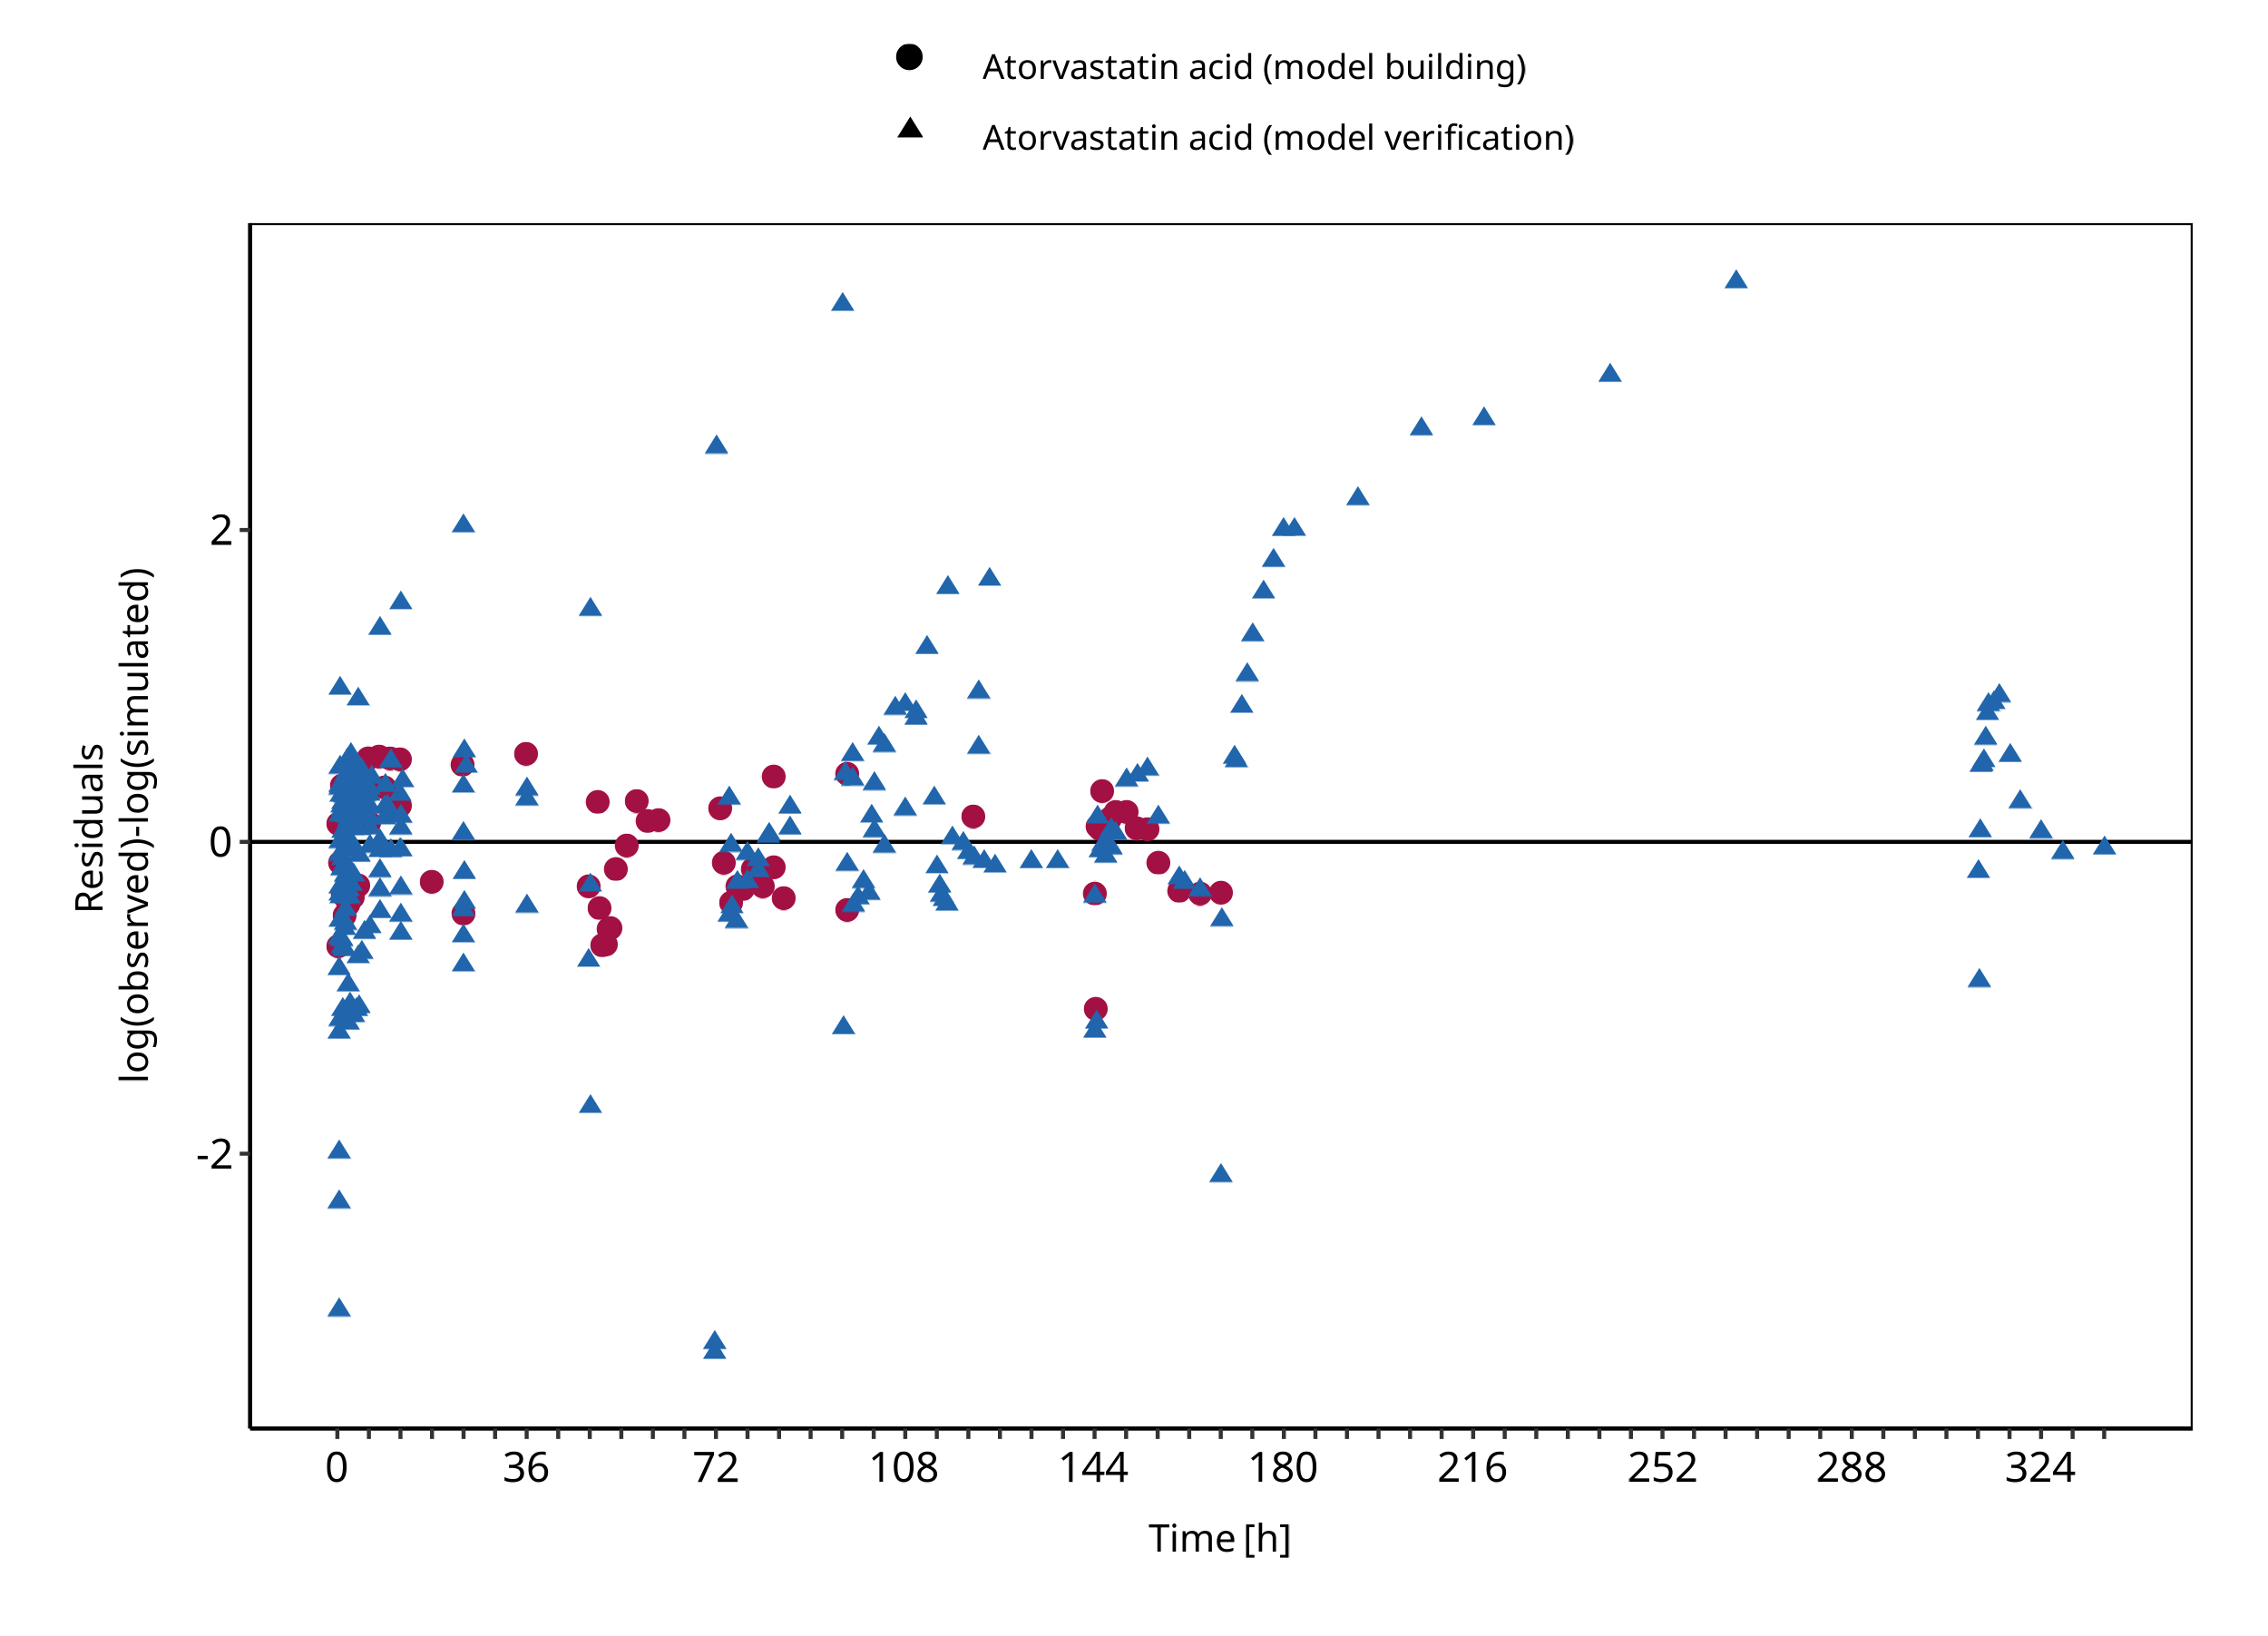 Atorvastatin acid (model building)
Atorvastatin acid (model verification)
Residuals
log(observed)-log(simulated)
2
0
-2
0 36 72 108 144 180 216 252 288 324
Time [h]